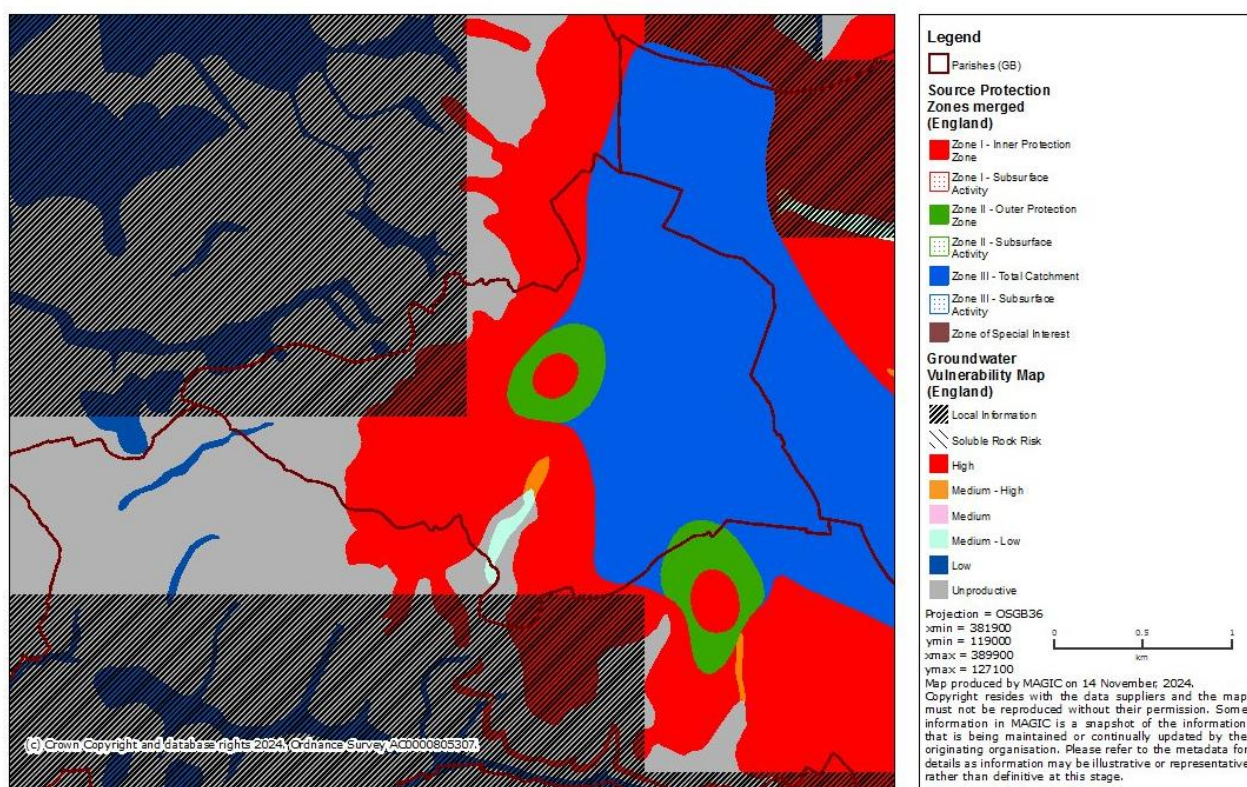 Legend
Parishes (GB)
Source Protection
Zones merged
(England)
Zone I - Inner Protection
Zone
Zone I - Subsurface
Activity
Zone II - Outer Protection
Zone
Zone II - Subsurface
Activity
Zone III - Total Catchment
Zone III - Subsurface
Activity
Zone of Special Interest
Groundwater
Vulnerability Map
(England)
Local Information
Soluble Rock Risk
High
Medium - High
Medium
Medium - Low
Low
Unproductive
Projection = OSGB36
xmin = 381900
ymin = 119000
xmax = 389900
ymax = 127100
0 0.5 1
km
Map produced by MAGIC on 14 November, 2024.
Copyright resides with the data suppliers and the map
must not be reproduced without their permission. Some
information in MAGIC is a snapshot of the information
that is being maintained or continually updated by the
originating organisation. Please refer to the metadata for
details as information may be illustrative or representative
rather than definitive at this stage.
(c) Crown Copyright and database rights 2024. Ordnance Survey AC0000805307.